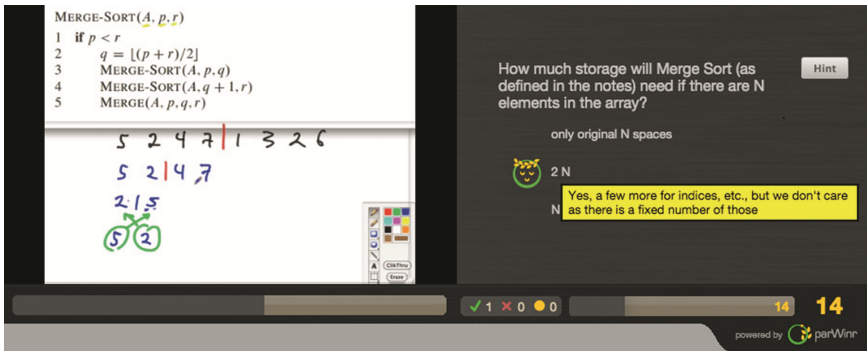 MERGE-SORT(A, p, r)
1 if p < r
2 q = ⌊(p + r)/2⌋
3 MERGE-SORT(A, p, q)
4 MERGE-SORT(A, q + 1, r)
5 MERGE(A, p, q, r)
5 2 4 7 | 1 3 2 6
5 2 | 4 7
2 | 5
5 2
A
ClikThru
Erase
How much storage will Merge Sort (as
defined in the notes) need if there are N
elements in the array?
Hint
only original N spaces
2 N
Yes, a few more for indices, etc., but we don't care
as there is a fixed number of those
N
1 0 0
14
14
powered by parWinr